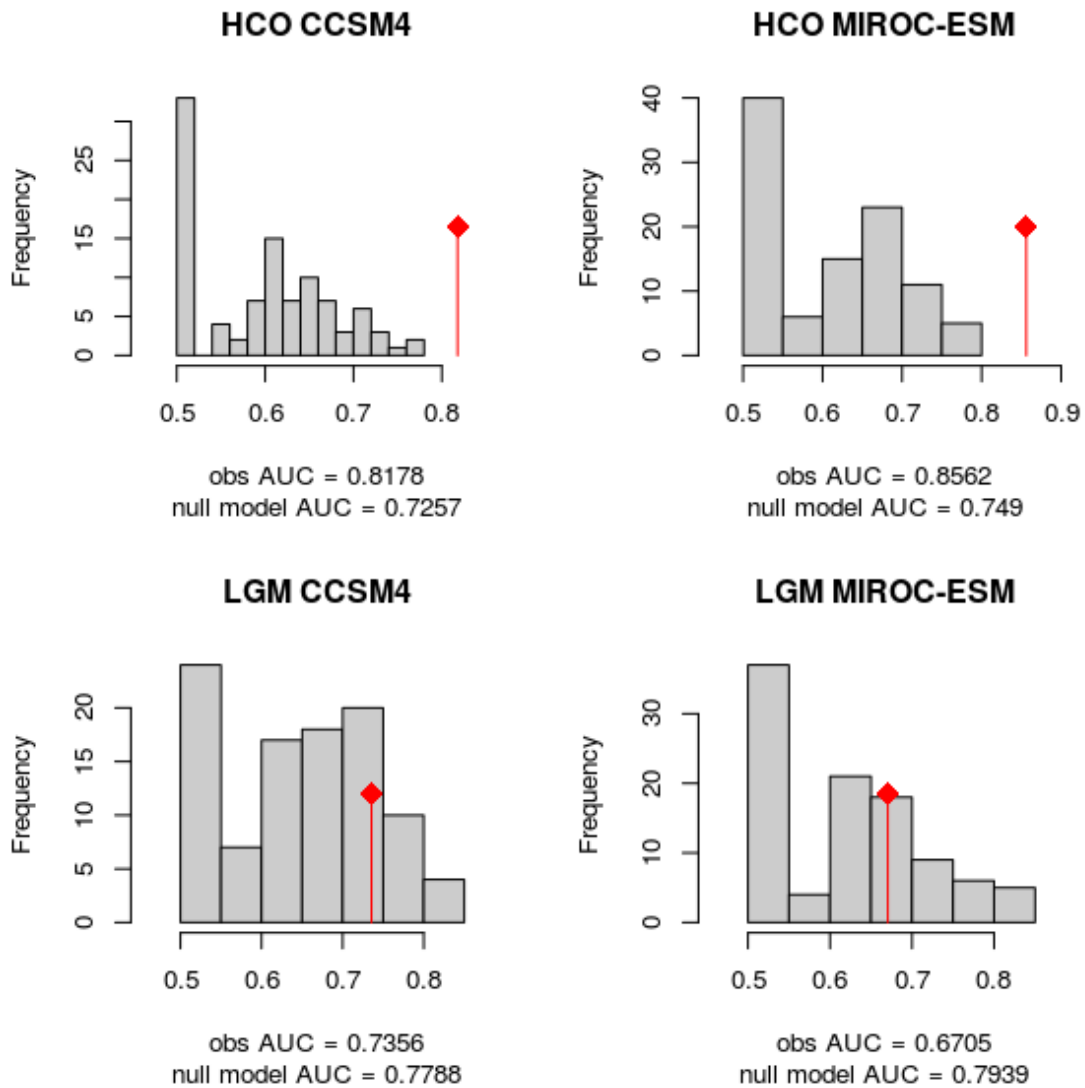 HCO CCSM4
Frequency
0
5
15
25
0.5 0.6 0.7 0.8
obs AUC = 0.8178
null model AUC = 0.7257
HCO MIROC-ESM
Frequency
0
10
20
30
40
0.5 0.6 0.7 0.8 0.9
obs AUC = 0.8562
null model AUC = 0.749
LGM CCSM4
Frequency
0
5
10
15
20
0.5 0.6 0.7 0.8
obs AUC = 0.7356
null model AUC = 0.7788
LGM MIROC-ESM
Frequency
0
10
20
30
0.5 0.6 0.7 0.8
obs AUC = 0.6705
null model AUC = 0.7939